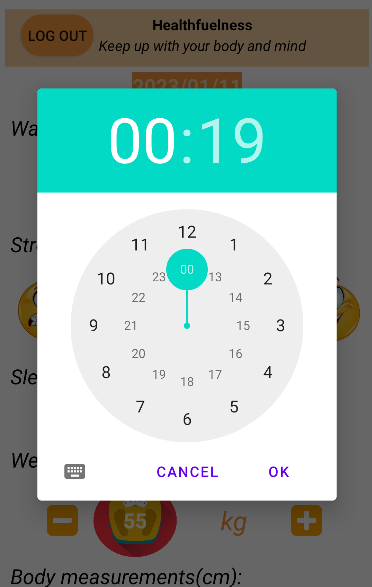 LOG OUT
Healthfuelness
Keep up with your body and mind
2023/01/11
Wa
00:19
12
11
1
00
23
13
10
2
22
14
9
21
15
3
20
16
8
4
19
17
18
7
5
6
Str
Sle
We
CANCEL
OK
55
kg
Body measurements(cm):